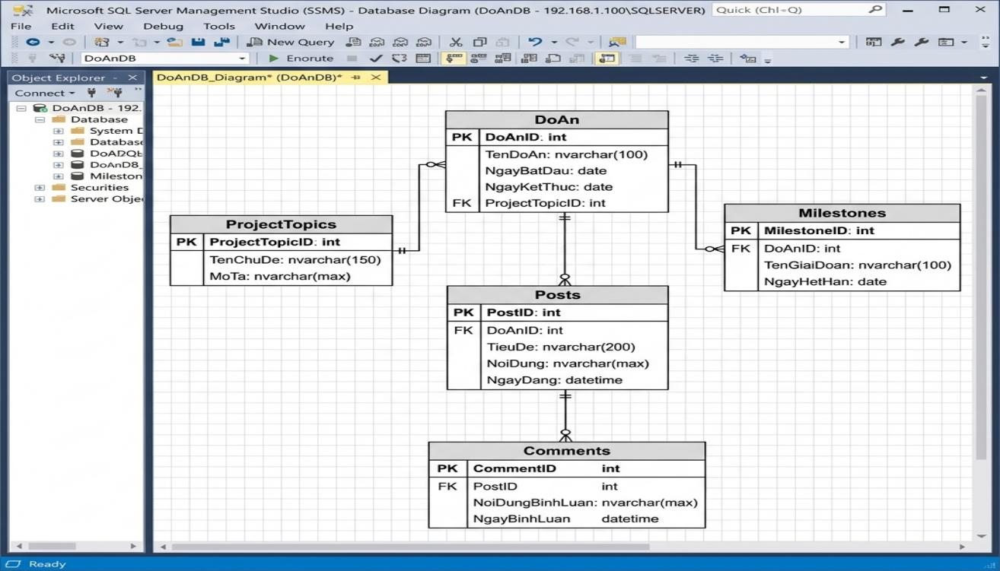 Microsoft SQL Server Management Studio (SSMS) - Database Diagram (DoAnDB - 192.168.1.100\SQLSERVER)
Quick (Chl-Q)
File Edit View Debug Tools Window Help
New Query
DoAnDB
Enorute
Object Explorer
Connect
DoAnDB - 192.
Database
System D
Database
DoAnD8_
Mileston
Securities
Server Obje
DoAnDB_Diagram* (DoAnDB)*
DoAn
PK DoAnID: int
TenDoAn: nvarchar(100)
NgayBatDau: date
NgayKetThuc: date
FK ProjectTopicID: int
ProjectTopics
PK ProjectTopicID: int
TenChuDe: nvarchar(150)
MoTa: nvarchar(max)
Milestones
PK MilestoneID: int
FK DoAnID: int
TenGiaiDoan: nvarchar(100)
NgayHetHan: date
Posts
PK PostID: int
FK DoAnID: int
TieuDe: nvarchar(200)
NoiDung: nvarchar(max)
NgayDang: datetime
Comments
PK CommentID int
FK PostID int
NoiDungBinhLuan: nvarchar(max)
NgayBinhLuan datetime
Ready